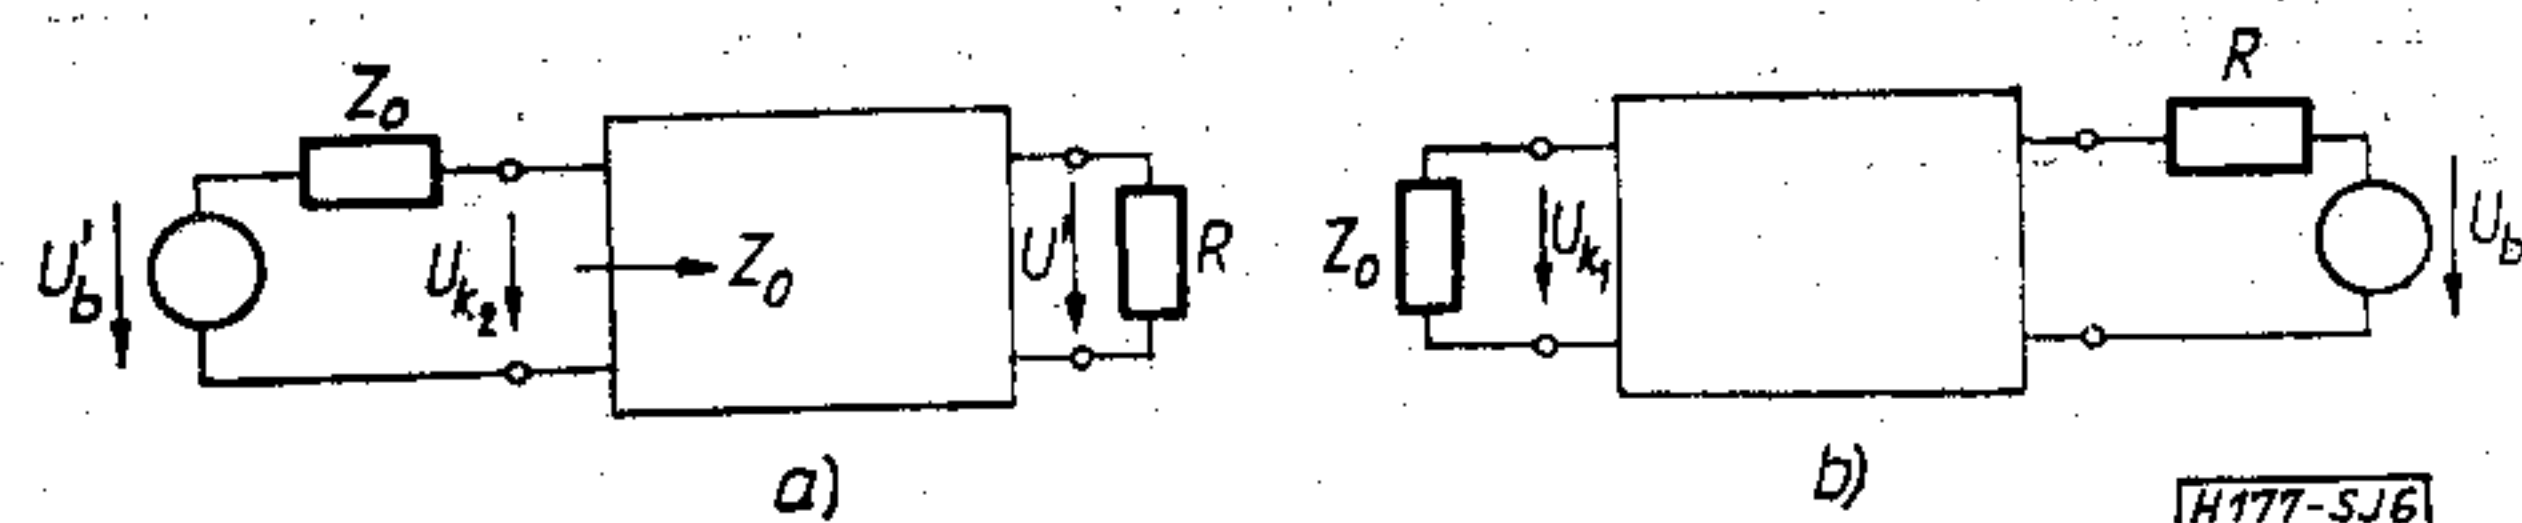 Z₀
U'b
Uk₂
Z₀
U'
R
a)
Z₀
Uk₁
R
Ub
b)
H177-SJ6